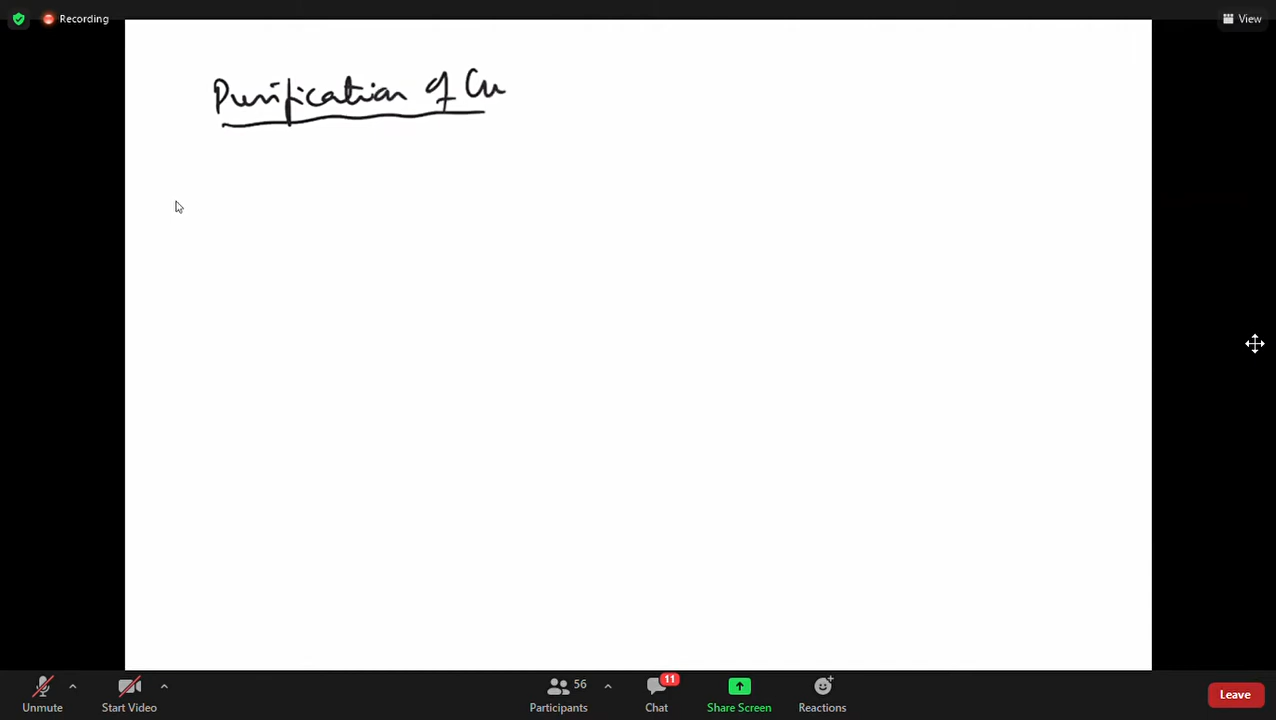 Recording
View
Purification of Cu
Unmute
Start Video
56
Participants
11
Chat
Share Screen
Reactions
Leave